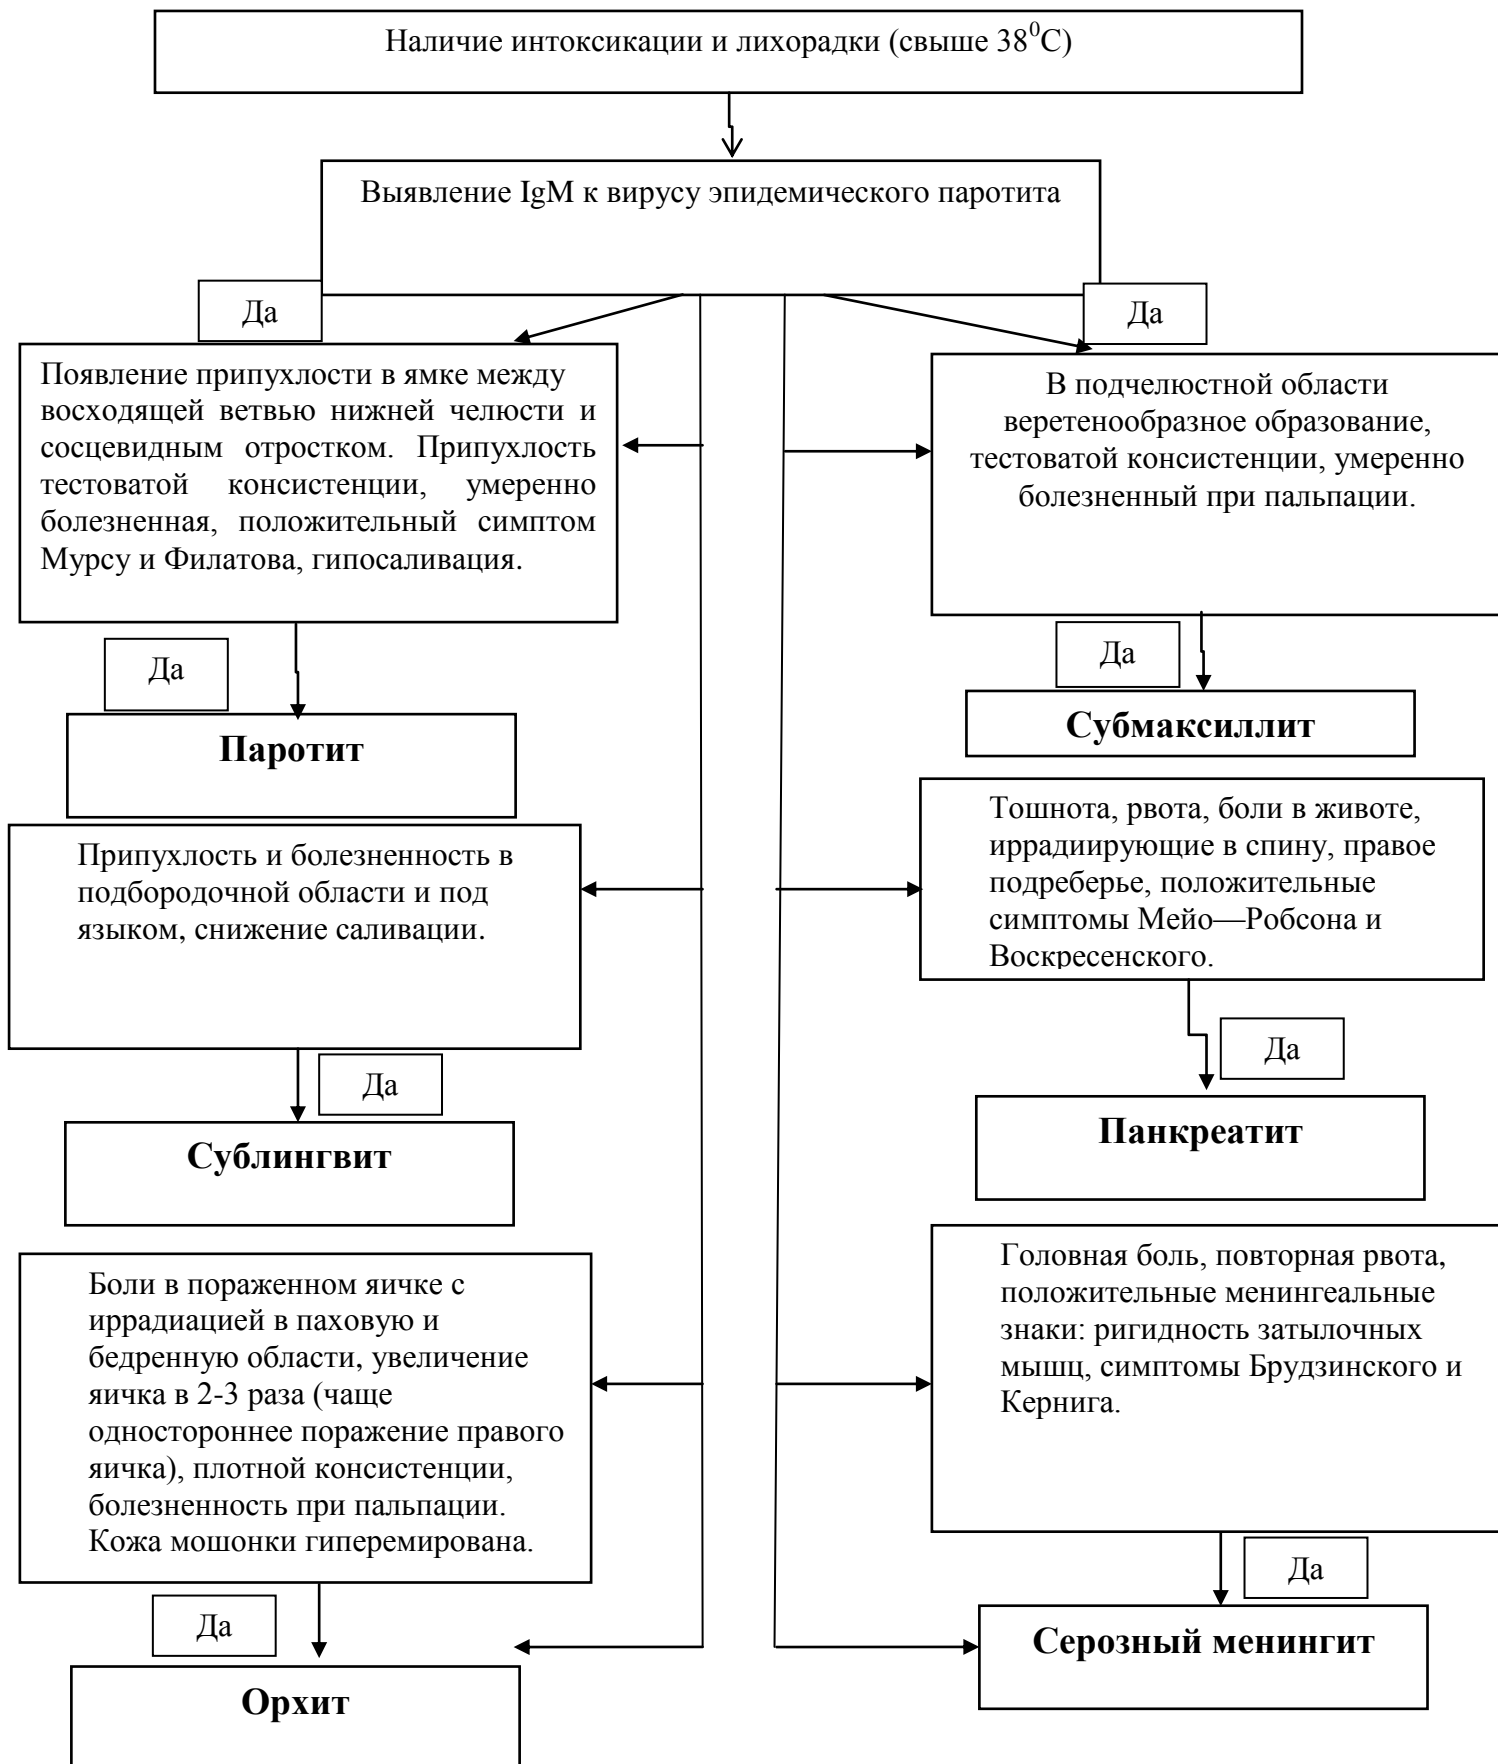 Наличие интоксикации и лихорадки (свыше 38⁰С)
Выявление IgM к вирусу эпидемического паротита
Да
Да
Появление припухлости в ямке между
восходящей ветвью нижней челюсти и
сосцевидным отростком. Припухлость
тестоватой консистенции, умеренно
болезненная, положительный симптом
Мурсу и Филатова, гипосаливация.
В подчелюстной области
веретенообразное образование,
тестоватой консистенции, умеренно
болезненный при пальпации.
Да
Да
Паротит
Субмаксиллит
Припухлость и болезненность в
подбородочной области и под
языком, снижение саливации.
Тошнота, рвота, боли в животе,
иррадиирующие в спину, правое
подреберье, положительные
симптомы Мейо—Робсона и
Воскресенского.
Да
Да
Сублингвит
Панкреатит
Боли в пораженном яичке с
иррадиацией в паховую и
бедренную области, увеличение
яичка в 2-3 раза (чаще
одностороннее поражение правого
яичка), плотной консистенции,
болезненность при пальпации.
Кожа мошонки гиперемирована.
Головная боль, повторная рвота,
положительные менингеальные
знаки: ригидность затылочных
мышц, симптомы Брудзинского и
Кернига.
Да
Да
Орхит
Серозный менингит